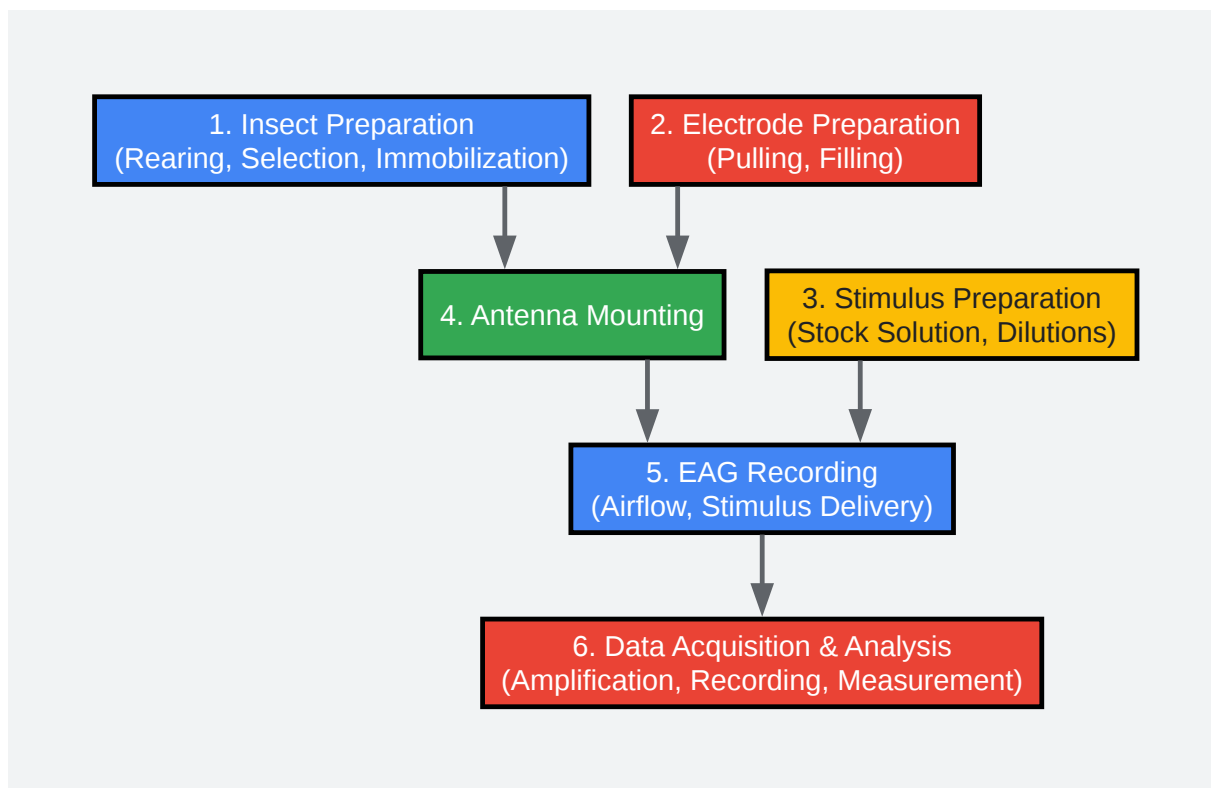 1. Insect Preparation
(Rearing, Selection, Immobilization)
2. Electrode Preparation
(Pulling, Filling)
4. Antenna Mounting
3. Stimulus Preparation
(Stock Solution, Dilutions)
5. EAG Recording
(Airflow, Stimulus Delivery)
6. Data Acquisition & Analysis
(Amplification, Recording, Measurement)